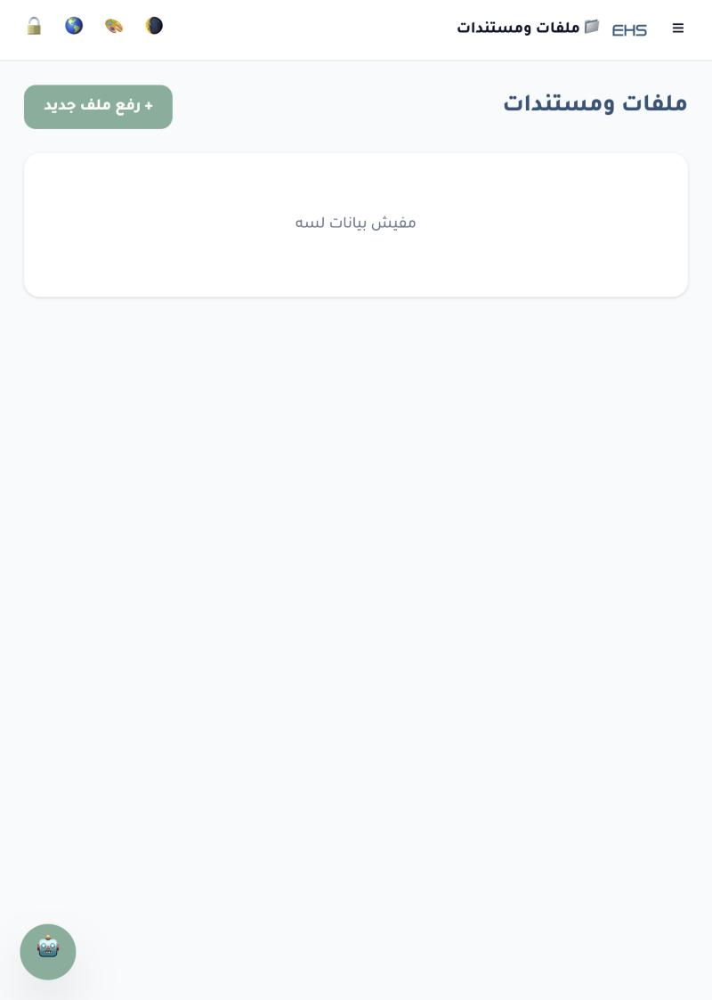 ≡ EHS 📁 ملفات ومستندات
ملفات ومستندات
+ رفع ملف جديد
مفيش بيانات لسه